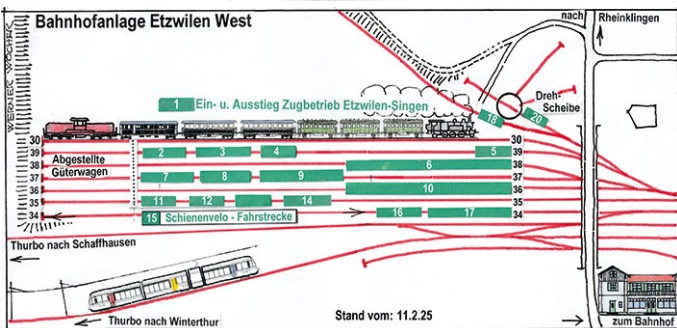 Bahnhofanlage Etzwilen West
nach
Rheinklingen
WERNER WOCHER
1 Ein- u. Ausstieg Zugbetrieb Etzwilen-Singen
Dreh-
Scheibe
18
20
30
30
39
2
3
4
5
39
Abgestellte
Güterwagen
38
6
38
37
7
8
9
37
36
10
36
35
11
12
14
35
34
15 Schienenvelo - Fahrstrecke
16
17
34
Thurbo nach Schaffhausen
Thurbo nach Winterthur
Stand vom: 11.2.25
zum Bahnhof